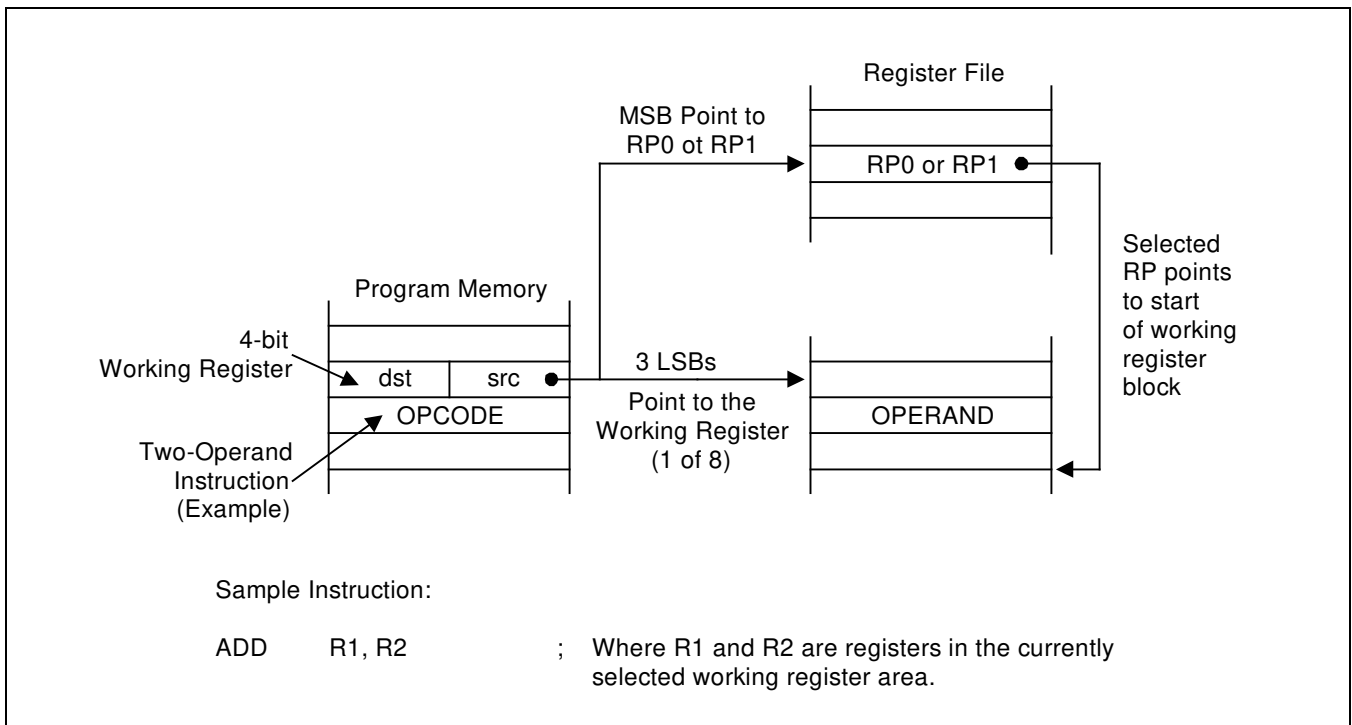 Register File
MSB Point to
RP0 ot RP1
RP0 or RP1
Selected
RP points
to start
of working
register
block
Program Memory
4-bit
Working Register
dst
src
3 LSBs
Point to the
Working Register
(1 of 8)
OPCODE
OPERAND
Two-Operand
Instruction
(Example)
Sample Instruction:
ADD R1, R2 ; Where R1 and R2 are registers in the currently
selected working register area.